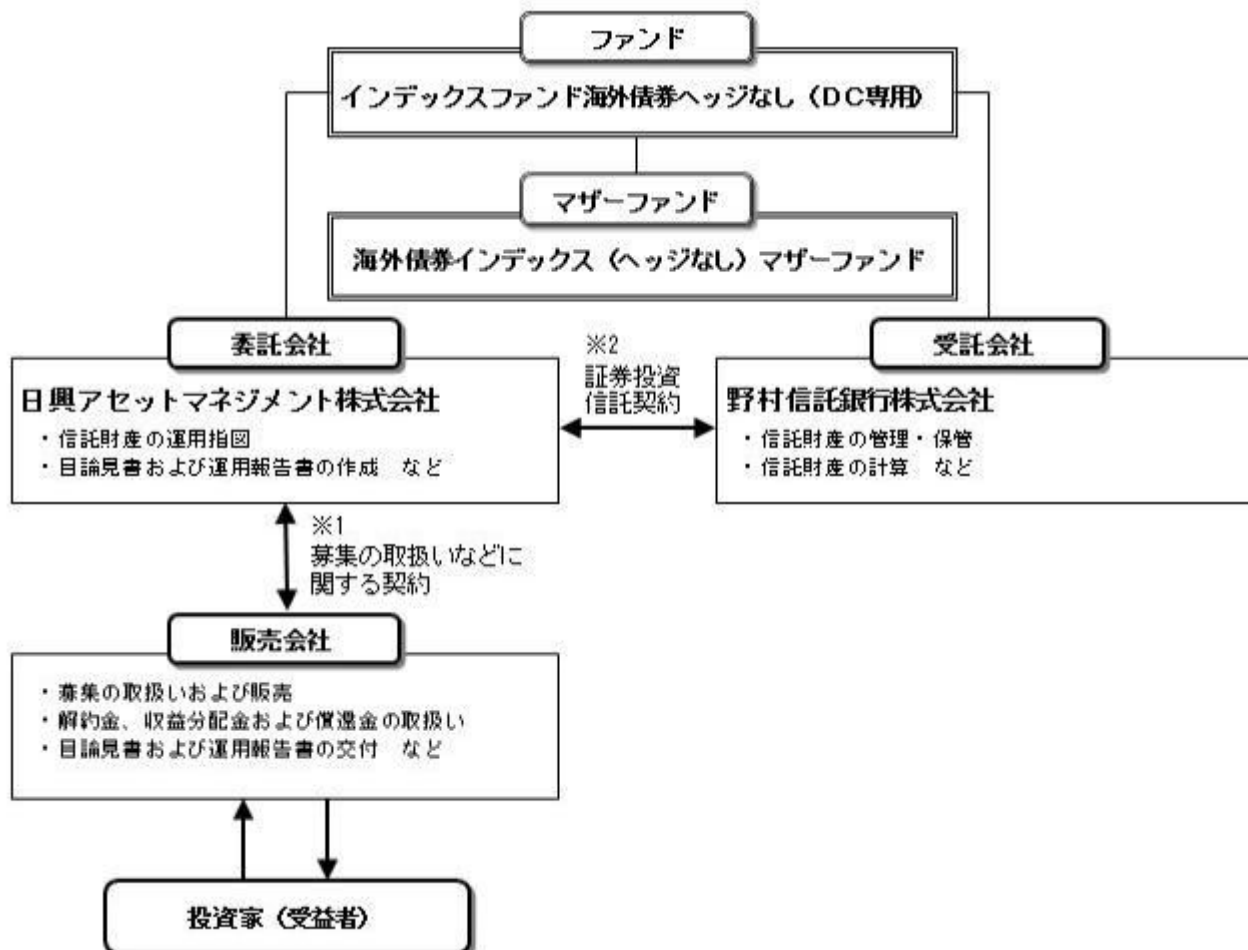 ファンド
インデックスファンド海外債券ヘッジなし（DC専用）
マザーファンド
海外債券インデックス（ヘッジなし）マザーファンド
委託会社
日興アセットマネジメント株式会社
・信託財産の運用指図
・目論見書および運用報告書の作成　など
※2
証券投資
信託契約
受託会社
野村信託銀行株式会社
・信託財産の管理・保管
・信託財産の計算　など
※1
募集の取扱いなどに
関する契約
販売会社
・募集の取扱いおよび販売
・解約金、収益分配金および償還金の取扱い
・目論見書および運用報告書の交付　など
投資家（受益者）